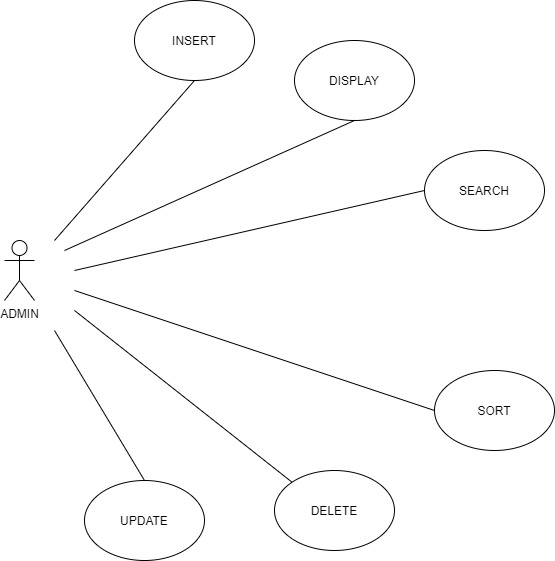 INSERT
DISPLAY
SEARCH
ADMIN
SORT
DELETE
UPDATE